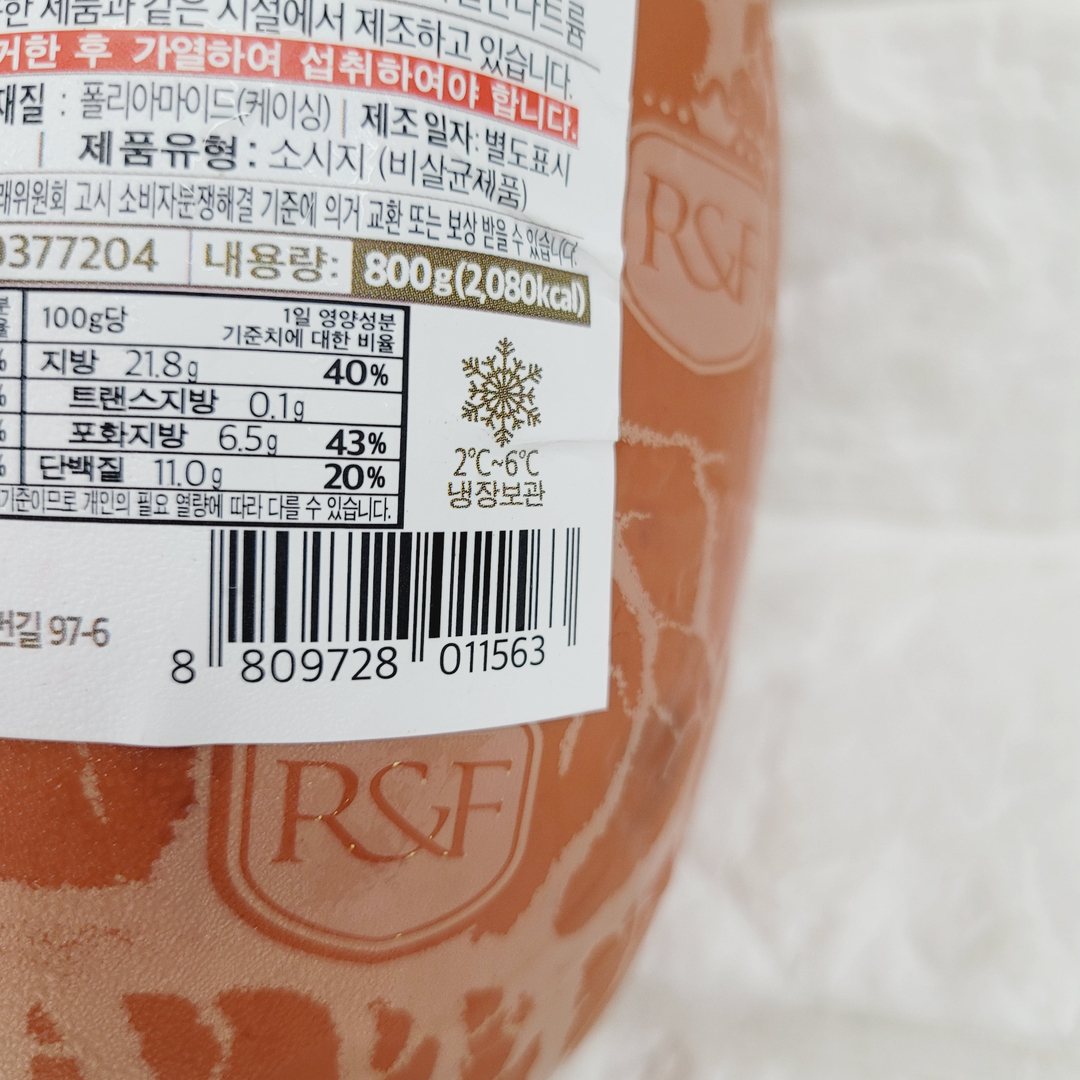 한 제품과 같은 시설에서 제조하고 있습니다.
거한 후 가열하여 섭취하여야 합니다.
재질 : 폴리아마이드(케이싱) | 제조일자: 별도표시
| 제품유형 : 소시지 (비살균제품)
래위원회 고시 소비자분쟁해결 기준에 의거 교환 또는 보상 받을 수 있습니다.
0377204 내용량: 800g(2,080kcal)
100g당 1일 영양성분 기준치에 대한 비율
% 지방 21.8g 40%
% 트랜스지방 0.1g
% 포화지방 6.5g 43%
% 단백질 11.0g 20%
기준이므로 개인의 필요 열량에 따라 다를 수 있습니다.
2℃~6℃
냉장보관
번길 97-6
8 809728 011563
R&F
R&F